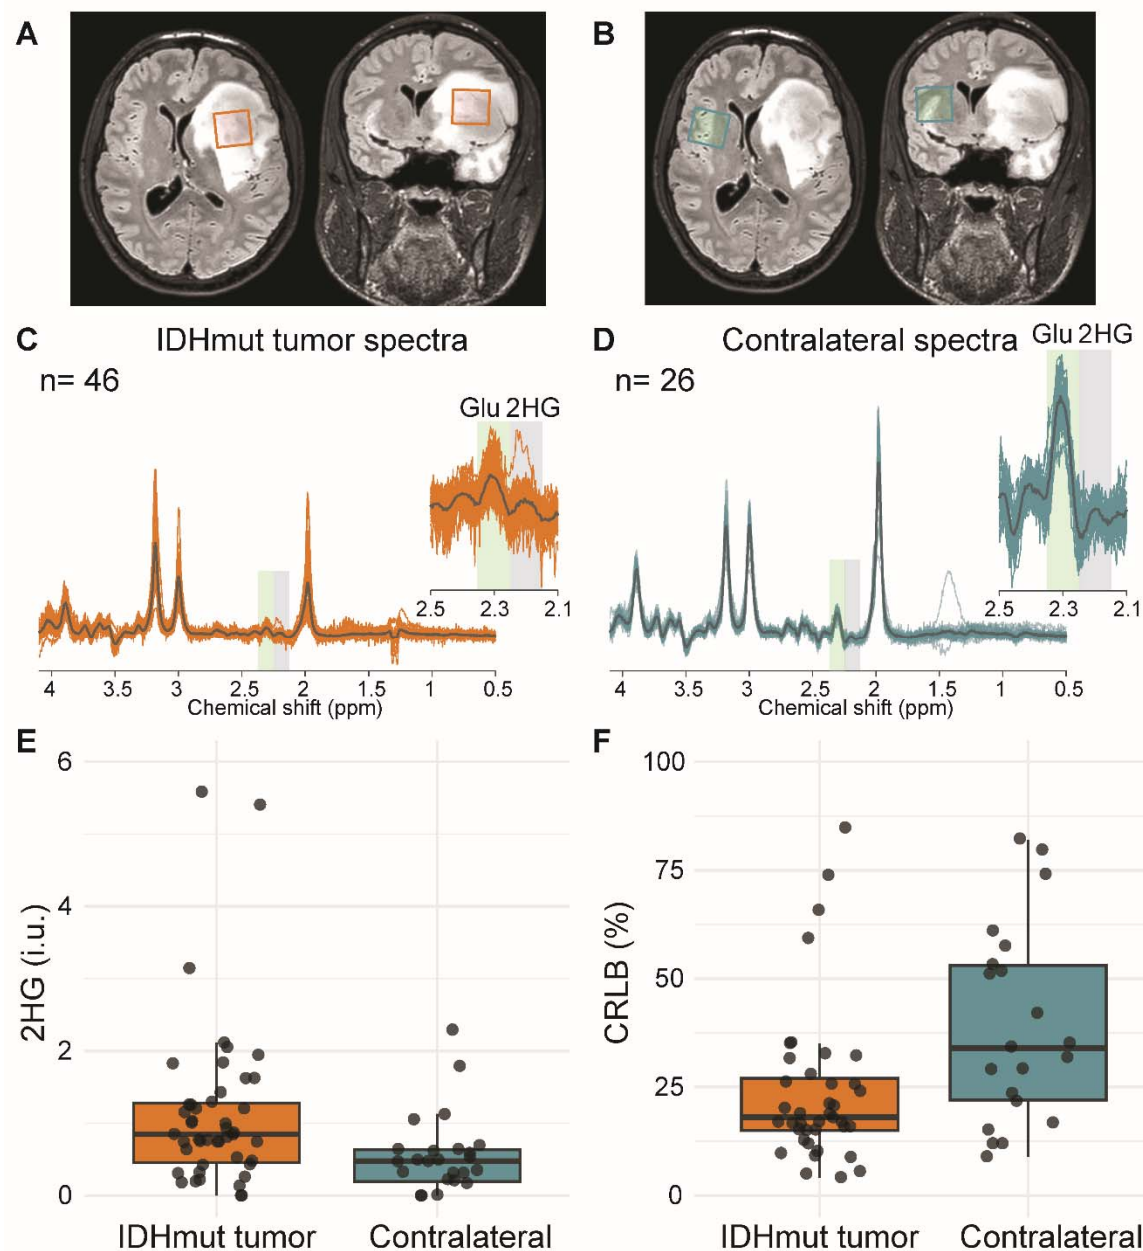 A
B
C
IDHmut tumor spectra
n= 46
Glu 2HG
2.5 2.3 2.1
4 3.5 3 2.5 2 1.5 1 0.5
Chemical shift (ppm)
D
Contralateral spectra
n= 26
Glu 2HG
2.5 2.3 2.1
4 3.5 3 2.5 2 1.5 1 0.5
Chemical shift (ppm)
E
2HG (i.u.)
6
4
2
0
IDHmut tumor Contralateral
F
CRLB (%)
100
75
50
25
0
IDHmut tumor Contralateral